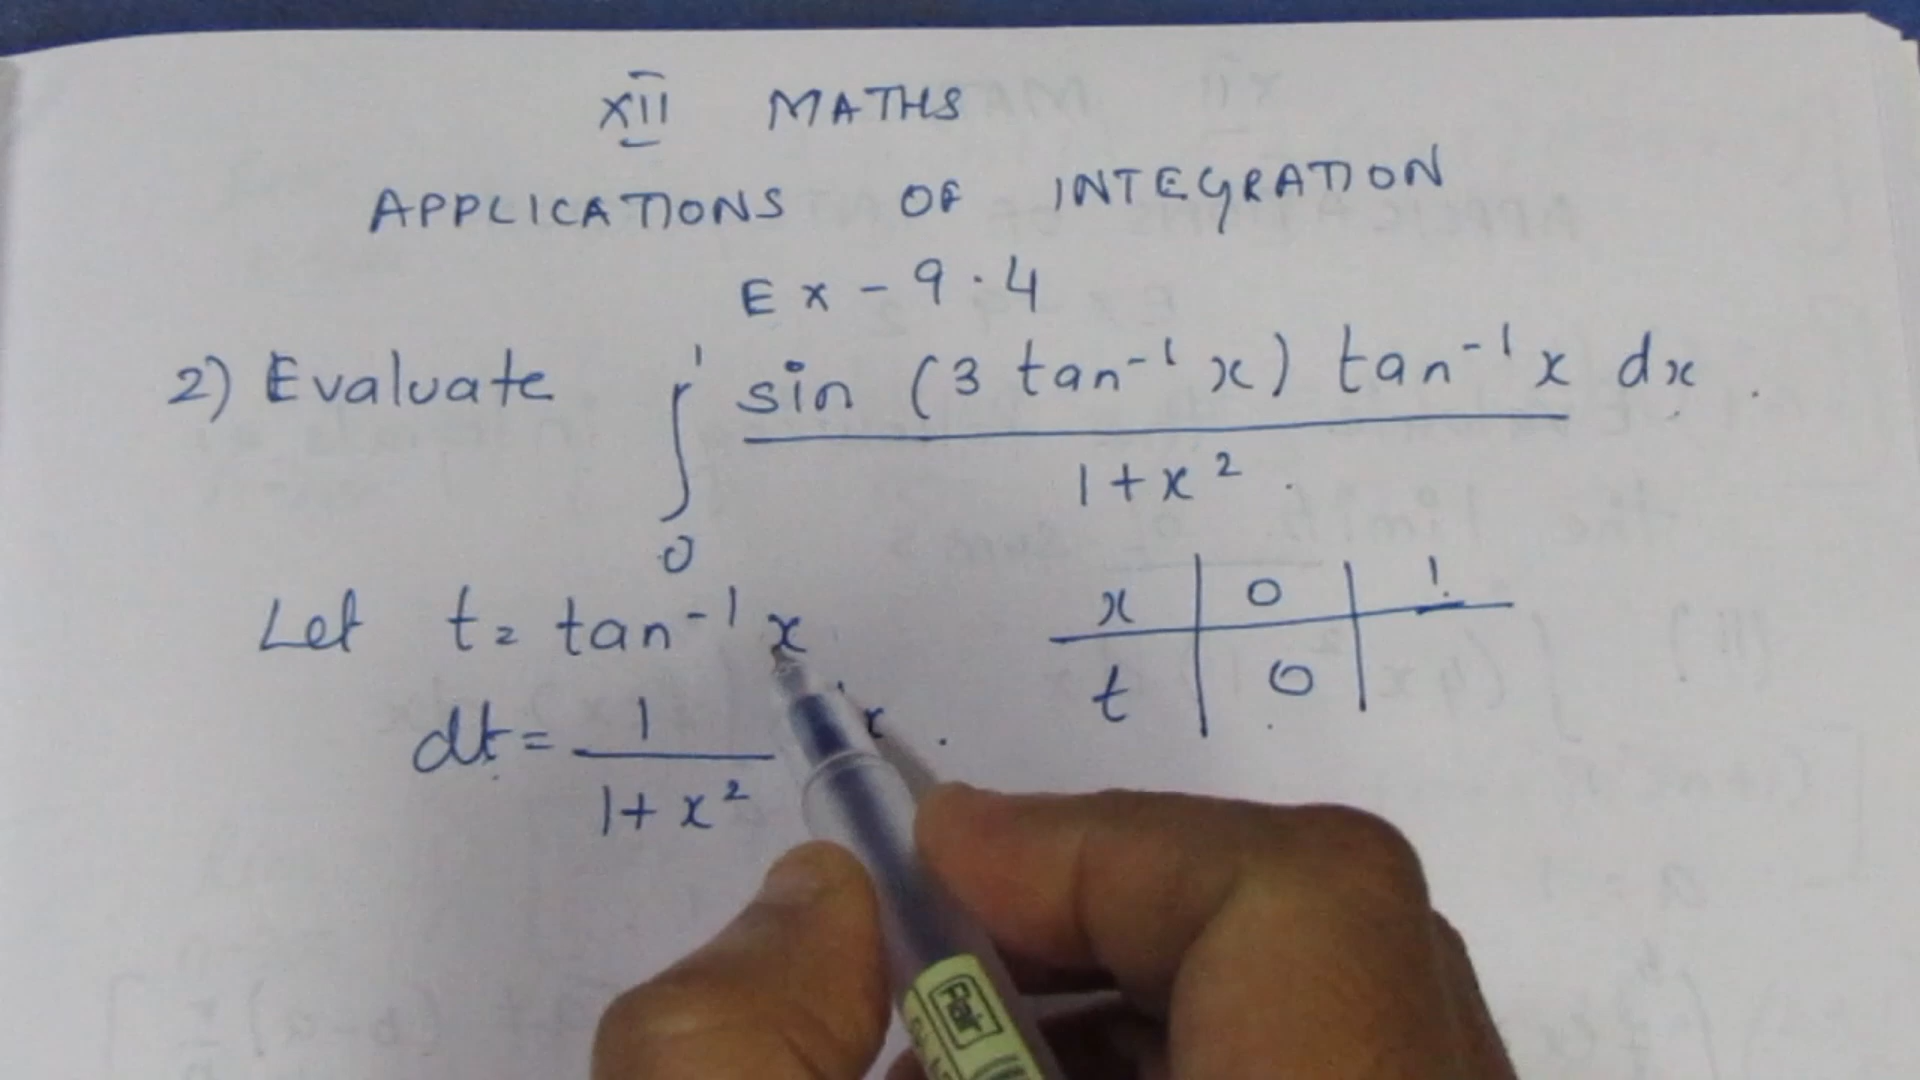 XII MATHS
APPLICATIONS OF INTEGRATION
Ex - 9.4
2) Evaluate ∫₀¹ sin (3 tan⁻¹ x) tan⁻¹ x / 1+x² dx .
Let t = tan⁻¹ x
dt = 1 / 1+x² x .
x | 0 | 1
t | 0 |
Flair